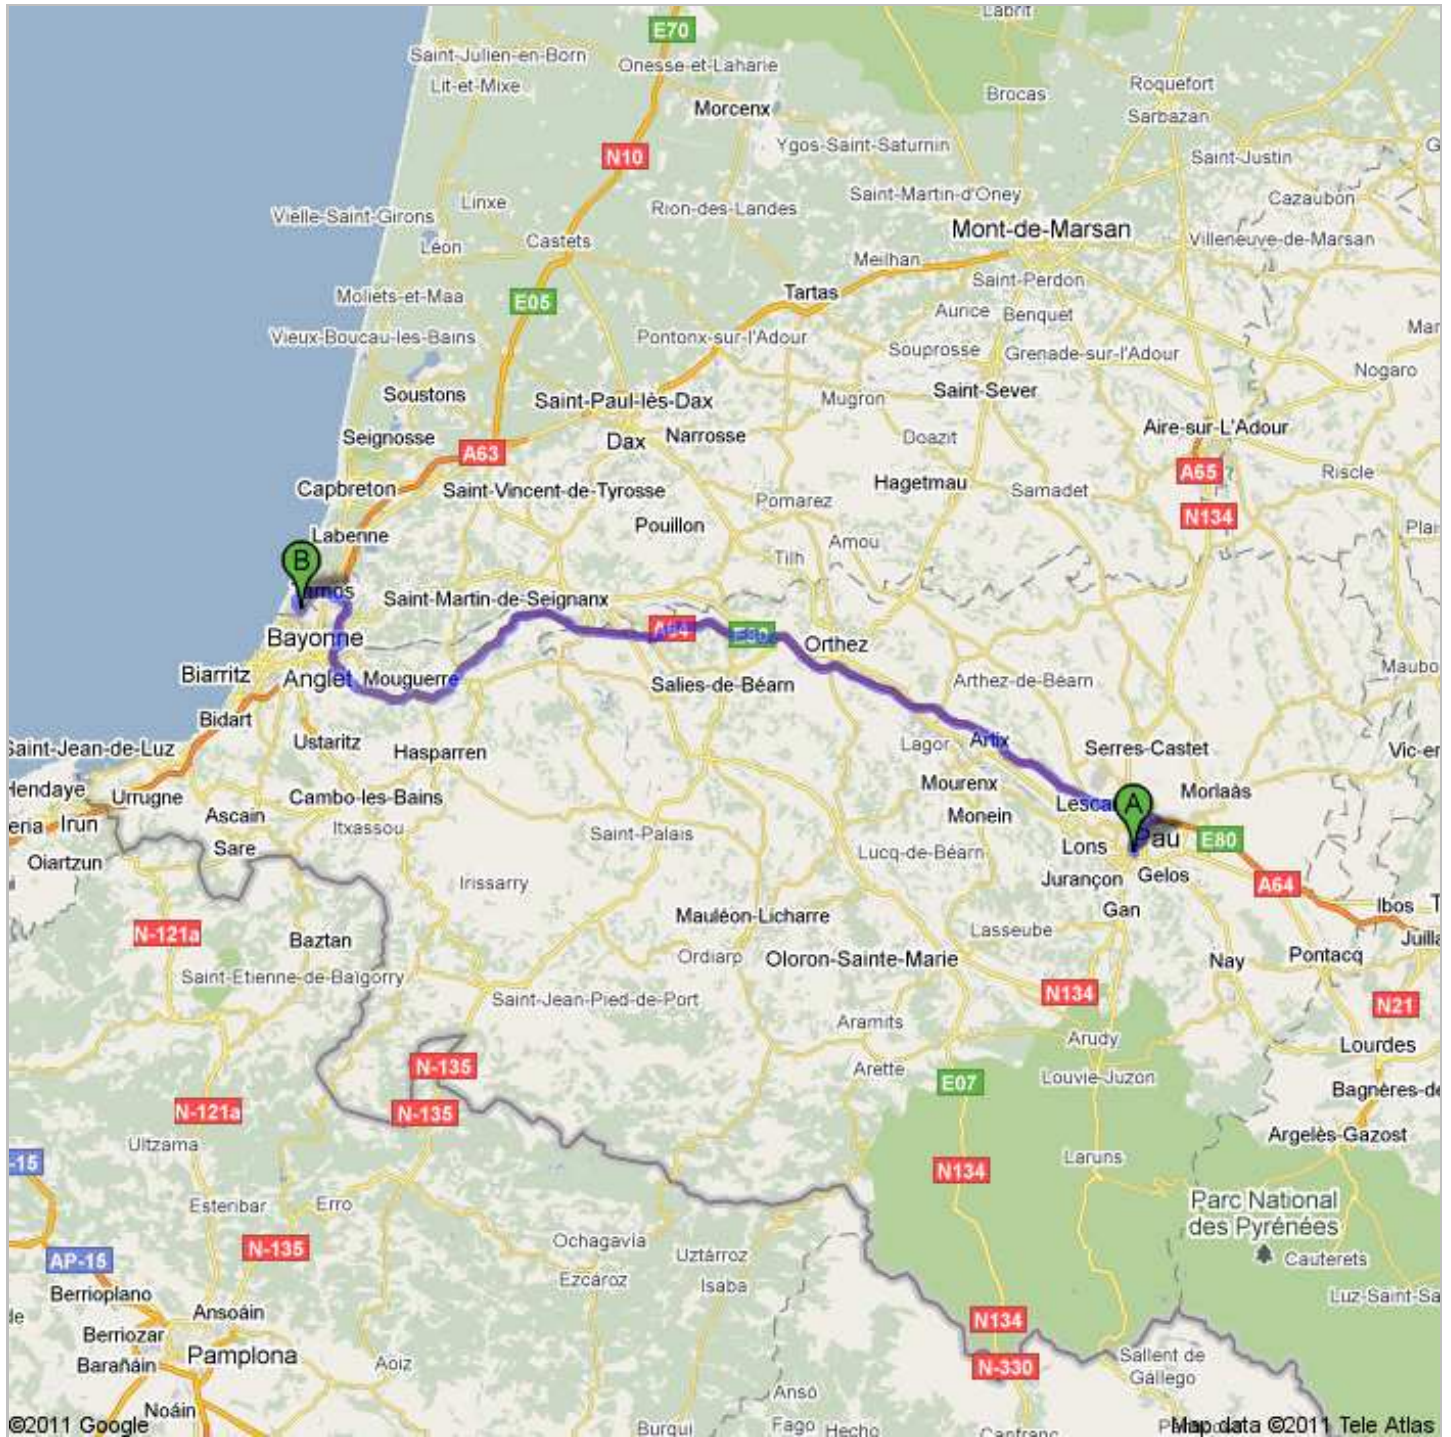 Labrit
E70
Saint-Julien-en-Born
Onesse-et-Laharie
Lit-et-Mixe
Roquefort
Brocas
Morcenx
Sarbazan
Ygos-Saint-Saturnin
N10
Saint-Justin
Saint-Martin-d'Oney
Cazaubon
Linxe
Rion-des-Landes
Vielle-Saint-Girons
Mont-de-Marsan
Castets
Villeneuve-de-Marsan
Léon
Meilhan
Saint-Perdon
Moliets-et-Maa
E05
Tartas
Aurice
Benquet
Vieux-Boucau-les-Bains
Pontonx-sur-l'Adour
Souprosse
Grenade-sur-l'Adour
Nogaro
Soustons
Saint-Sever
Saint-Paul-lès-Dax
Mugron
Seignosse
Dax
Narrosse
Doazit
Aire-sur-L'Adour
A63
A65
Riscle
Capbreton
Saint-Vincent-de-Tyrosse
Hagetmau
Samadet
Pomarez
N134
Pouillon
Labenne
Amou
Tilh
B
Saint-Martin-de-Seignanx
Bayonne
A64
E80
Orthez
Biarritz
Anglet
Mouguerre
Salies-de-Béarn
Arthez-de-Béarn
Bidart
Ustaritz
Lagor
Artix
Serres-Castet
Saint-Jean-de-Luz
Hasparren
Mourenx
Hendaye
Urrugne
Cambo-les-Bains
A
Morlaàs
Irun
Ascain
Itxassou
Saint-Palais
Monein
Pau
E80
Oiartzun
Sare
Lucq-de-Béarn
Lons
Irissarry
Jurançon
Gelos
A64
Mauléon-Licharre
Gan
Ibos
N-121a
Baztan
Lasseube
Ordiarp
Oloron-Sainte-Marie
Nay
Pontacq
Saint-Etienne-de-Baïgorry
Saint-Jean-Pied-de-Port
N134
N21
Aramits
Arudy
Lourdes
N-135
Arette
E07
Louvie-Juzon
N-121a
N-135
Argelès-Gazost
Ultzama
N134
Laruns
Esteribar
Erro
Parc National
des Pyrénées
N-135
Ochagavía
Uztárroz
AP-15
Ezcároz
Isaba
Cauterets
Berrioplano
Ansoáin
N134
Berriozar
Pamplona
Barañáin
Aoiz
N-330
Sallent de
Gállego
Ansó
Noáin
©2011 Google
Burgui
Fago
Hecho
Map data ©2011 Tele Atlas